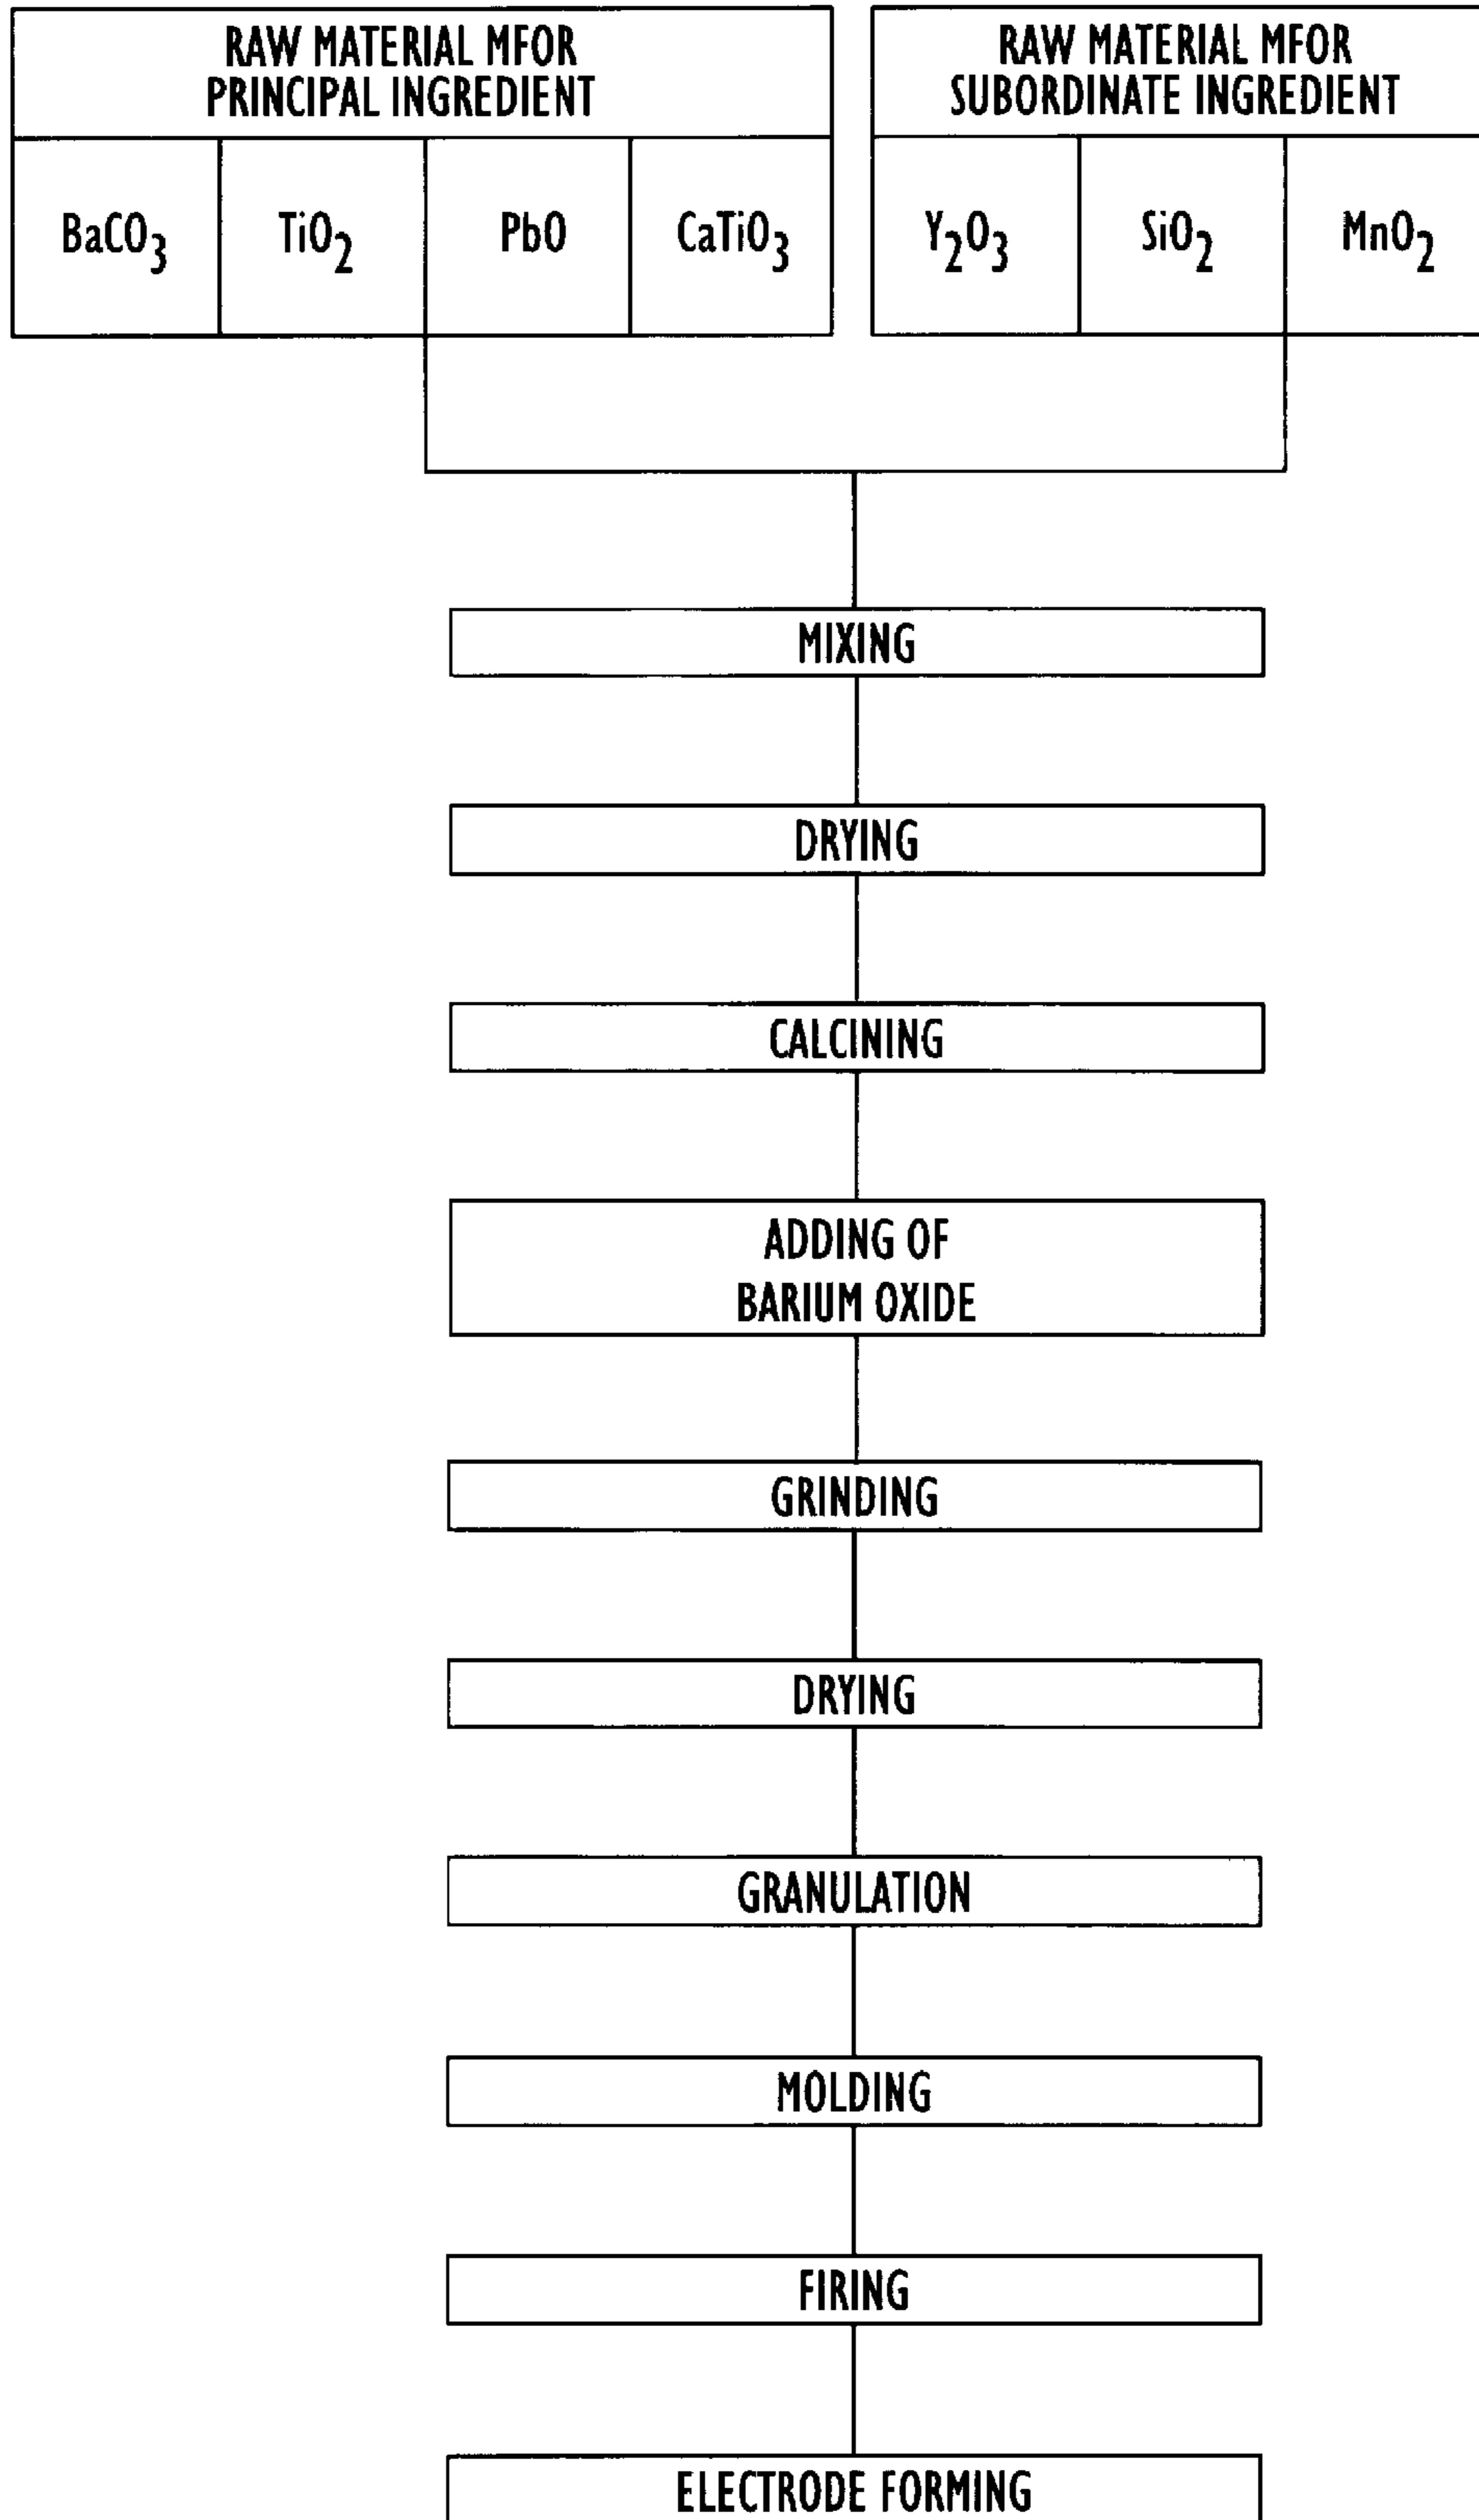 RAW MATERIAL MFOR
PRINCIPAL INGREDIENT
RAW MATERIAL MFOR
SUBORDINATE INGREDIENT
BaCO3 TiO2 PbO CaTiO3 Y2O3 SiO2 MnO2
MIXING
DRYING
CALCINING
ADDING OF
BARIUM OXIDE
GRINDING
DRYING
GRANULATION
MOLDING
FIRING
ELECTRODE FORMING